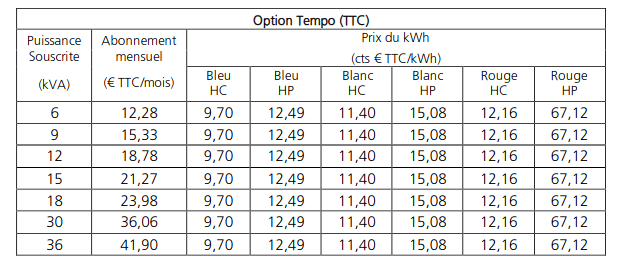 Option Tempo (TTC)
Puissance Souscrite (kVA) Abonnement mensuel (€ TTC/mois) Prix du kWh (cts € TTC/kWh)
Bleu HC Bleu HP Blanc HC Blanc HP Rouge HC Rouge HP
6 12,28 9,70 12,49 11,40 15,08 12,16 67,12
9 15,33 9,70 12,49 11,40 15,08 12,16 67,12
12 18,78 9,70 12,49 11,40 15,08 12,16 67,12
15 21,27 9,70 12,49 11,40 15,08 12,16 67,12
18 23,98 9,70 12,49 11,40 15,08 12,16 67,12
30 36,06 9,70 12,49 11,40 15,08 12,16 67,12
36 41,90 9,70 12,49 11,40 15,08 12,16 67,12